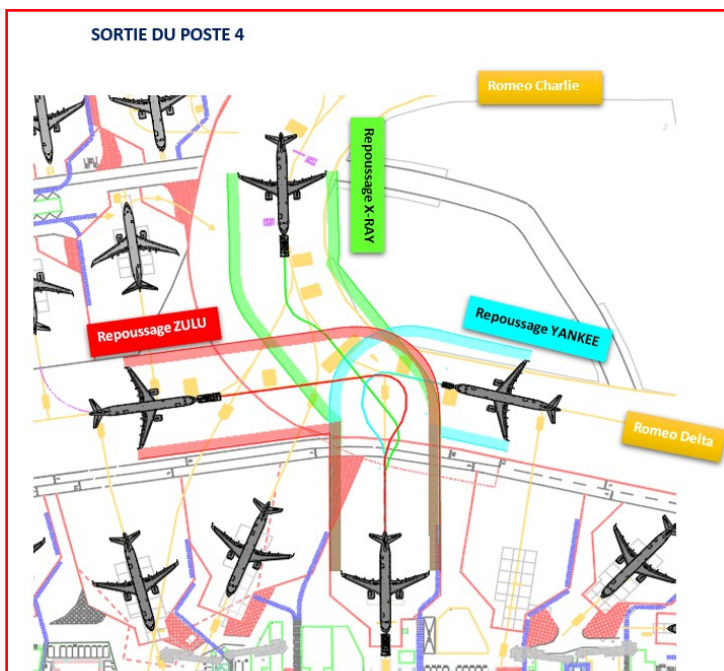 SORTIE DU POSTE 4
Romeo Charlie
Repoussage X-RAY
Repoussage ZULU
Repoussage YANKEE
Romeo Delta